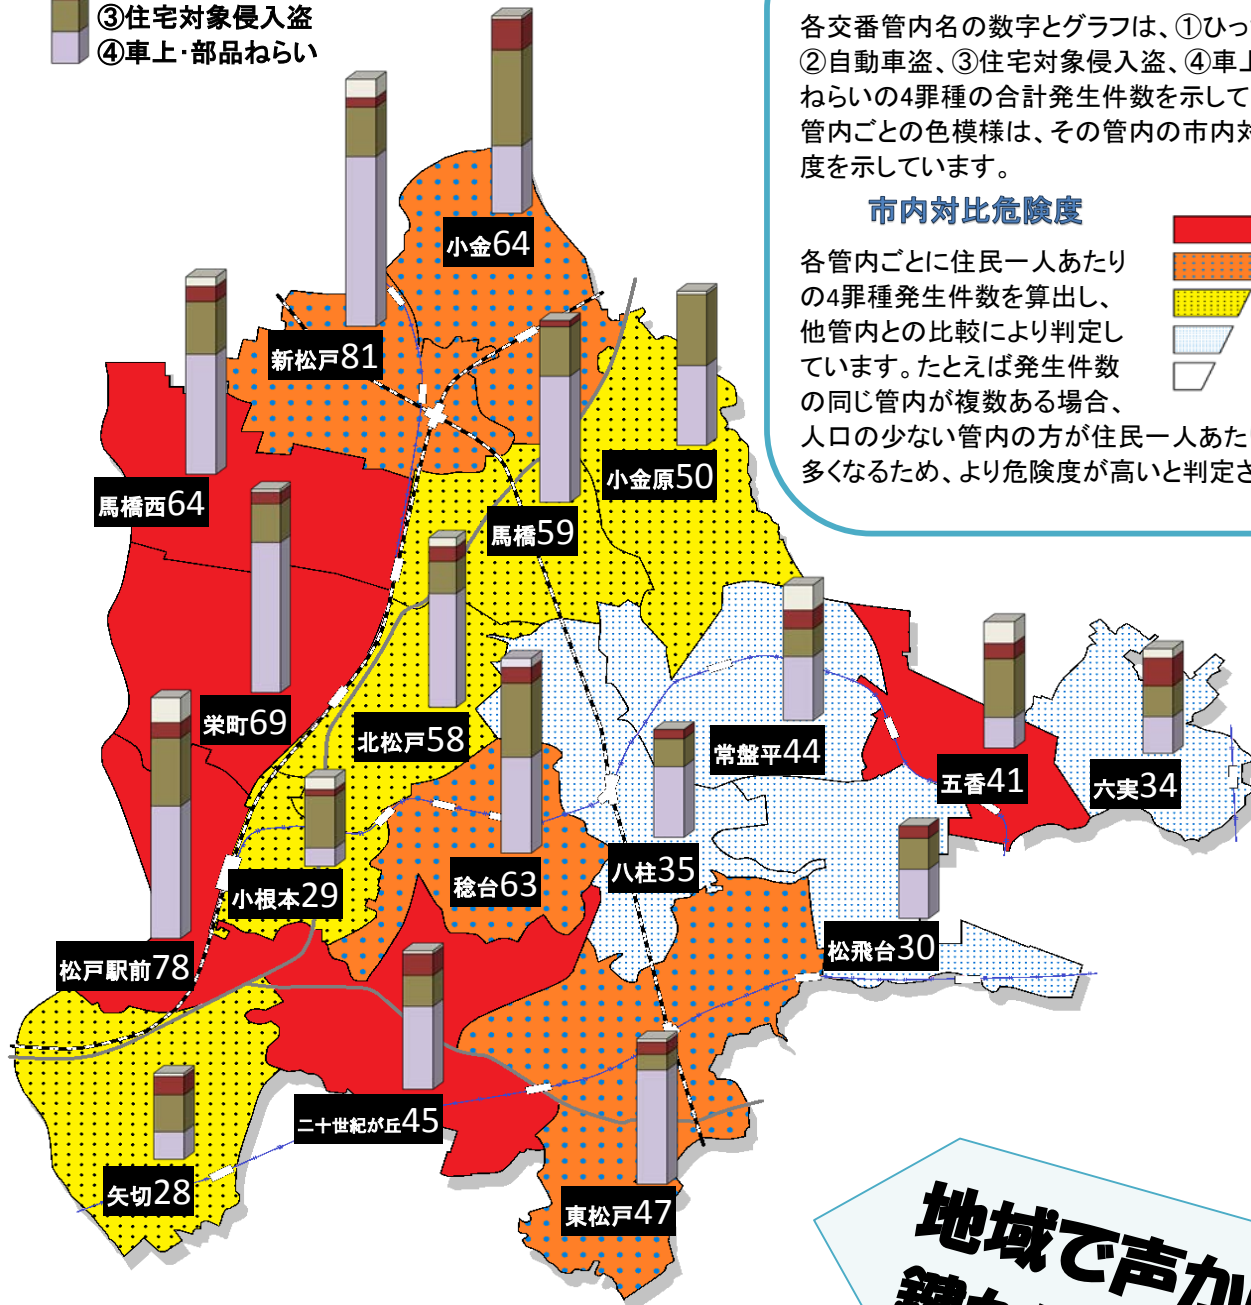 ③住宅対象侵入盗
④車上・部品ねらい
各交番管内名の数字とグラフは、①ひっ
②自動車盗、③住宅対象侵入盗、④車上
ねらいの4罪種の合計発生件数を示して
管内ごとの色模様は、その管内の市内対
度を示しています。
市内対比危険度
各管内ごとに住民一人あたり
の4罪種発生件数を算出し、
他管内との比較により判定し
ています。たとえば発生件数
の同じ管内が複数ある場合、
人口の少ない管内の方が住民一人あた
多くなるため、より危険度が高いと判定さ
小金64
新松戸81
小金原50
馬橋西64
馬橋59
栄町69
北松戸58
常盤平44
五香41
六実34
八柱35
稔台63
小根本29
松飛台30
松戸駅前78
二十世紀が丘45
矢切28
東松戸47
地域で声か
鍵か